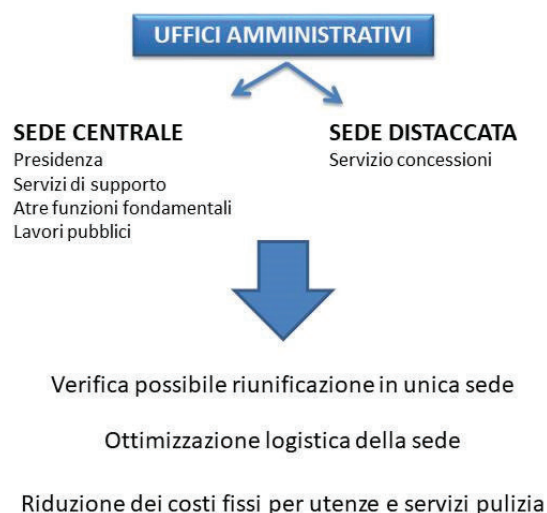 UFFICI AMMINISTRATIVI
SEDE CENTRALE
Presidenza
Servizi di supporto
Atre funzioni fondamentali
Lavori pubblici
SEDE DISTACCATA
Servizio concessioni
Verifica possibile riunificazione in unica sede
Ottimizzazione logistica della sede
Riduzione dei costi fissi per utenze e servizi pulizia